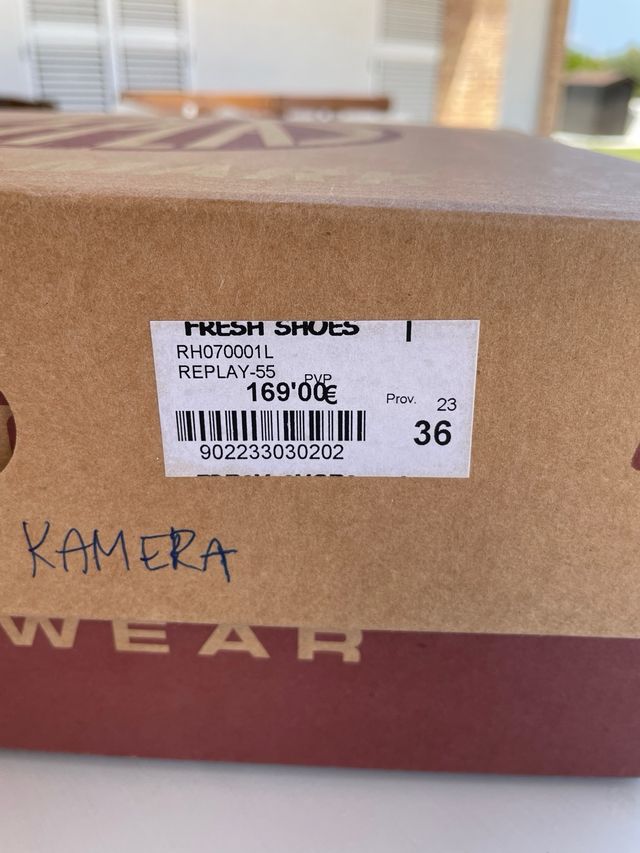 FRESH SHOES
RH070001L
REPLAY-55
PVP
169'00€
Prov. 23
36
902233030202
KAMERA
WEAR